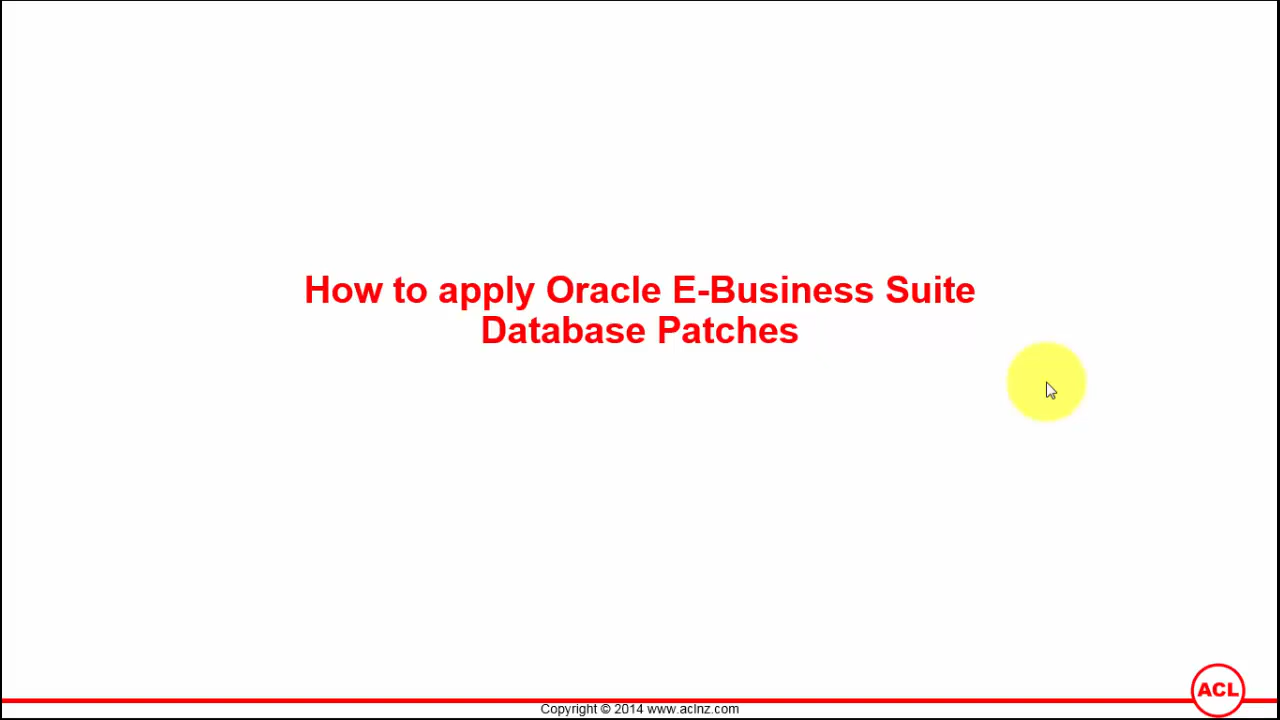 How to apply Oracle E-Business Suite
Database Patches
ACL
Copyright © 2014 www.aclnz.com